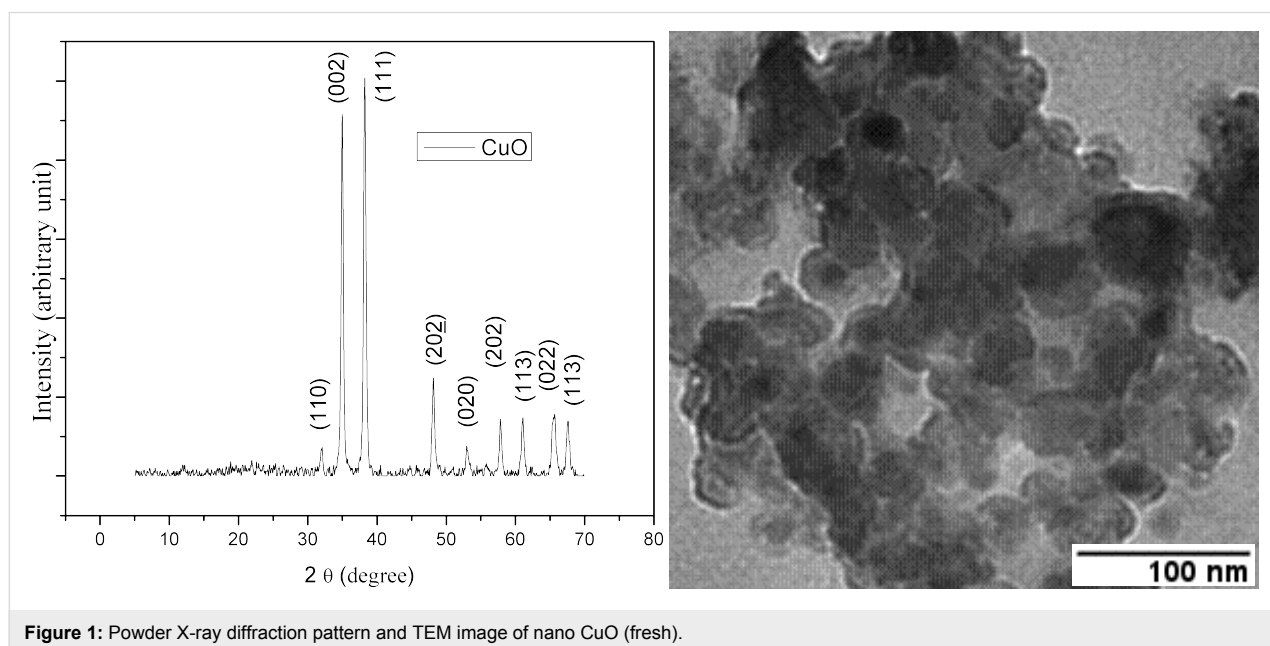 Intensity (arbitrary unit)
(110)
(002)
(111)
(202̲)
(020)
(202)
(113)
(022)
(113)
CuO
0 10 20 30 40 50 60 70 80
2 θ (degree)
100 nm
Figure 1: Powder X-ray diffraction pattern and TEM image of nano CuO (fresh).